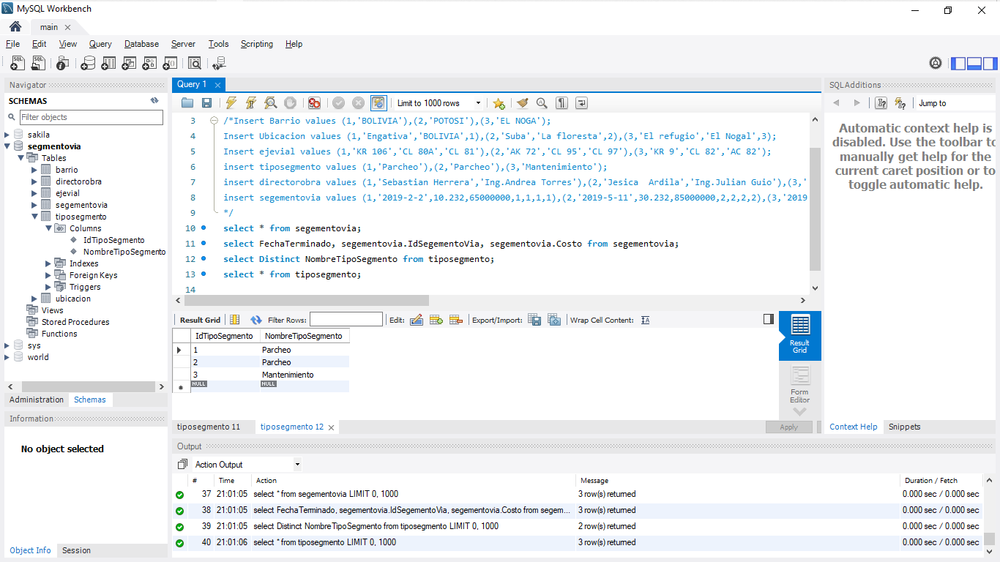 MySQL Workbench
main
File Edit View Query Database Server Tools Scripting Help
Navigator
SCHEMAS
Filter objects
sakila
segmentovia
Tables
barrio
directorobra
ejevial
segementovia
tiposegmento
Columns
IdTipoSegmento
NombreTipoSegmento
Indexes
Foreign Keys
Triggers
ubicacion
Views
Stored Procedures
Functions
sys
world
Administration Schemas
Information
No object selected
Object Info Session
Query 1
Limit to 1000 rows
3 /*Insert Barrio values (1,'BOLIVIA'),(2,'POTOSI'),(3,'EL NOGA');
4 Insert Ubicacion values (1,'Engativa','BOLIVIA',1),(2,'Suba','La floresta',2),(3,'El refugio','El Nogal',3);
5 Insert ejevial values (1,'KR 106','CL 80A','CL 81'),(2,'AK 72','CL 95','CL 97'),(3,'KR 9','CL 82','AC 82');
6 insert tiposegmento values (1,'Parcheo'),(2,'Parcheo'),(3,'Mantenimiento');
7 insert directorobra values (1,'Sebastian Herrera','Ing.Andrea Torres'),(2,'Jesica  Ardila','Ing.Julian Guio'),(3,'
8 insert segementovia values (1,'2019-2-2',10.232,65000000,1,1,1,1),(2,'2019-5-11',30.232,85000000,2,2,2,2),(3,'2019
9 */
10 select * from segementovia;
11 select FechaTerminado, segementovia.IdSegementoVia, segementovia.Costo from segementovia;
12 select Distinct NombreTipoSegmento from tiposegmento;
13 select * from tiposegmento;
14
Result Grid Filter Rows: Edit: Export/Import: Wrap Cell Content:
IdTipoSegmento NombreTipoSegmento
1 Parcheo
2 Parcheo
3 Mantenimiento
NULL NULL
Result
Grid
Form
Editor
tiposegmento 11 tiposegmento 12
Apply
SQLAdditions
Jump to
Automatic context help is
disabled. Use the toolbar to
manually get help for the
current caret position or to
toggle automatic help.
Context Help Snippets
Output
Action Output
# Time Action Message Duration / Fetch
37 21:01:05 select * from segementovia LIMIT 0, 1000 3 row(s) returned 0.000 sec / 0.000 sec
38 21:01:05 select FechaTerminado, segementovia.IdSegementoVia, segementovia.Costo from segem... 3 row(s) returned 0.000 sec / 0.000 sec
39 21:01:05 select Distinct NombreTipoSegmento from tiposegmento LIMIT 0, 1000 2 row(s) returned 0.000 sec / 0.000 sec
40 21:01:06 select * from tiposegmento LIMIT 0, 1000 3 row(s) returned 0.000 sec / 0.000 sec